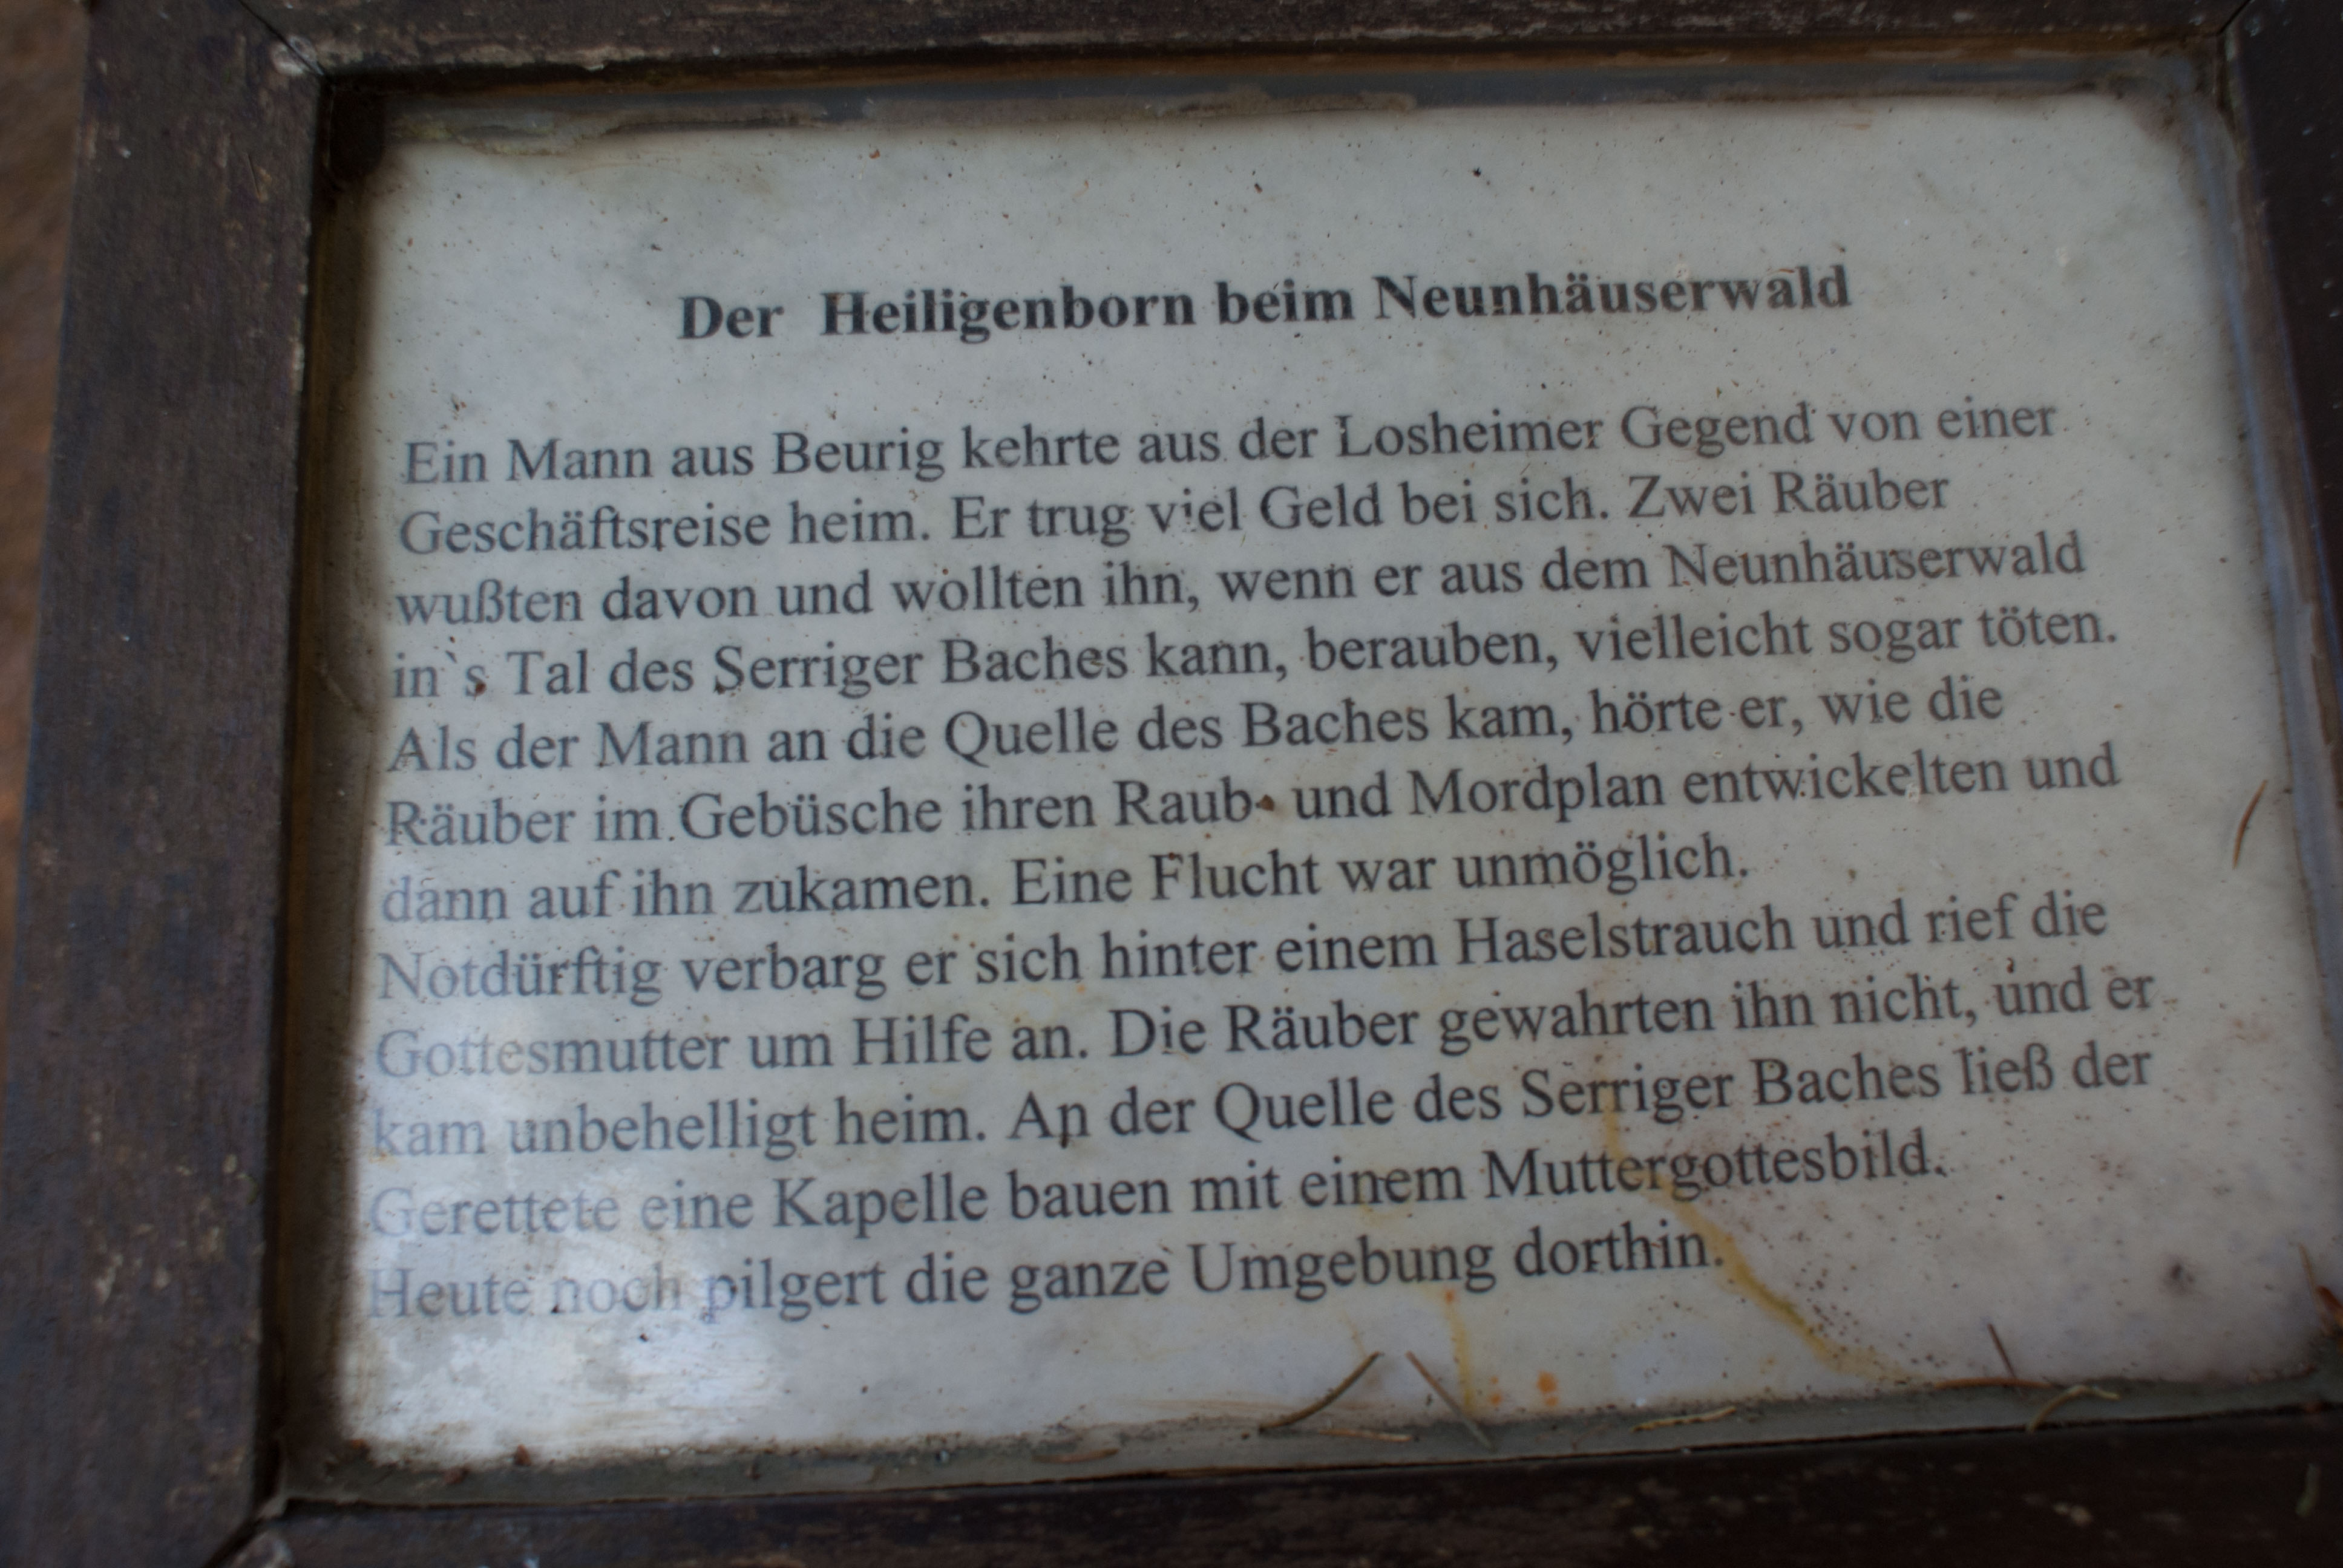 Der Heiligenborn beim Neunhäuserwald
Ein Mann aus Beurig kehrte aus der Losheimer Gegend von einer
Geschäftsreise heim. Er trug viel Geld bei sich. Zwei Räuber
wußten davon und wollten ihn, wenn er aus dem Neunhäuserwald
in`s Tal des Serriger Baches kann, berauben, vielleicht sogar töten.
Als der Mann an die Quelle des Baches kam, hörte er, wie die
Räuber im Gebüsche ihren Raub- und Mordplan entwickelten und
dann auf ihn zukamen. Eine Flucht war unmöglich.
Notdürftig verbarg er sich hinter einem Haselstrauch und rief die
Gottesmutter um Hilfe an. Die Räuber gewahrten ihn nicht, und er
kam unbehelligt heim. An der Quelle des Serriger Baches ließ der
Gerettete eine Kapelle bauen mit einem Muttergottesbild.
Heute noch pilgert die ganze Umgebung dorthin.